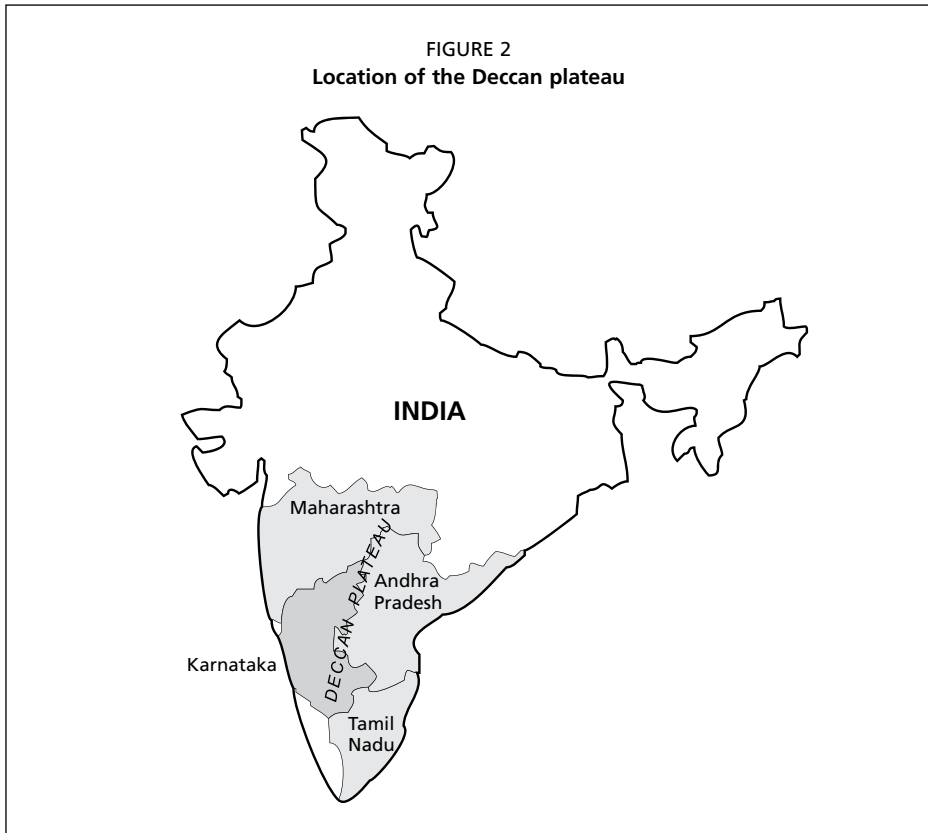 FIGURE 2
Location of the Deccan plateau
INDIA
Maharashtra
DECCAN PLATEAU
Andhra
Pradesh
Karnataka
Tamil
Nadu